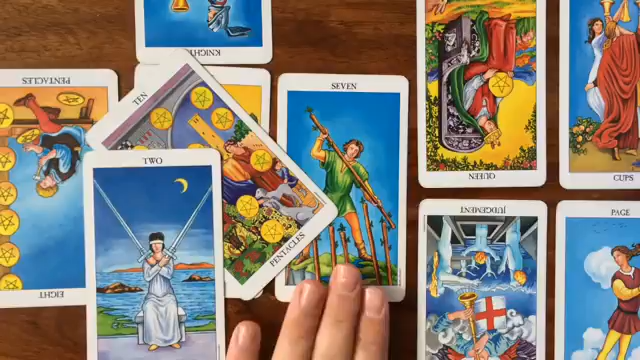 KNIGHT
PENTACLES
TEN
SEVEN
TWO
QUEEN
CUPS
PENTACLES
JUDGEMENT
PAGE
EIGHT